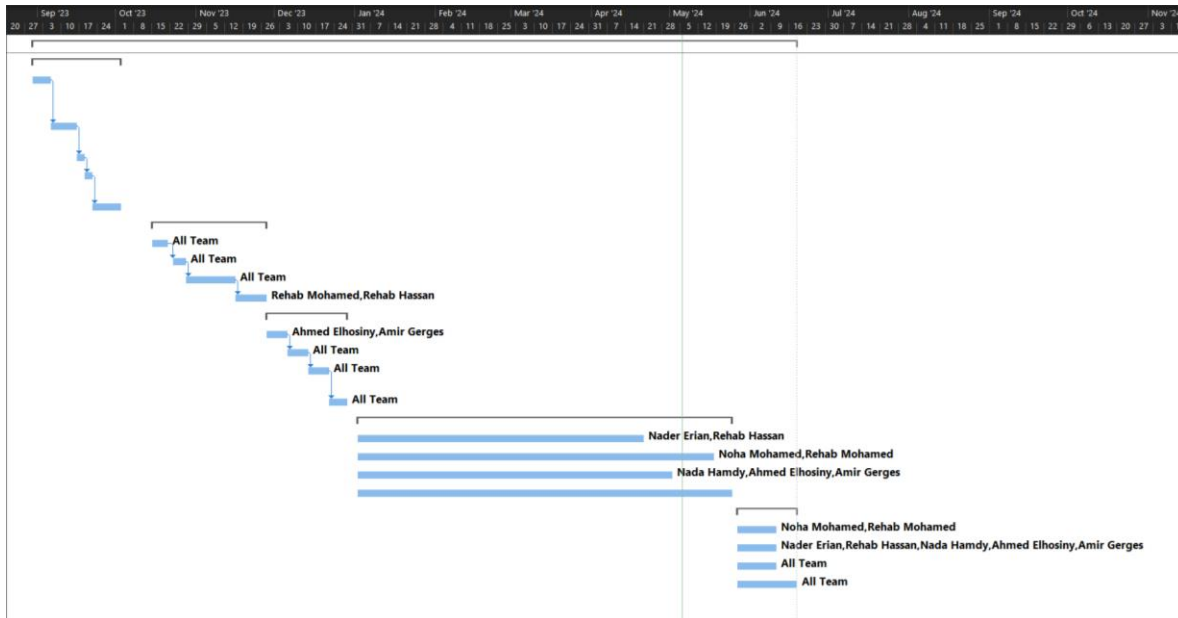 Sep '23 Oct '23 Nov '23 Dec '23 Jan '24 Feb '24 Mar '24 Apr '24 May '24 Jun '24 Jul '24 Aug '24 Sep '24 Oct '24 Nov '24
20 27 3 10 17 24 1 8 15 22 29 5 12 19 26 3 10 17 24 31 7 14 21 28 4 11 18 25 3 10 17 24 31 7 14 21 28 5 12 19 26 2 9 16 23 30 7 14 21 28 4 11 18 25 1 8 15 22 29 6 13 20 27 3
All Team
All Team
All Team
Rehab Mohamed,Rehab Hassan
Ahmed Elhosiny,Amir Gerges
All Team
All Team
All Team
Nader Erian,Rehab Hassan
Noha Mohamed,Rehab Mohamed
Nada Hamdy,Ahmed Elhosiny,Amir Gerges
Noha Mohamed,Rehab Mohamed
Nader Erian,Rehab Hassan,Nada Hamdy,Ahmed Elhosiny,Amir Gerges
All Team
All Team